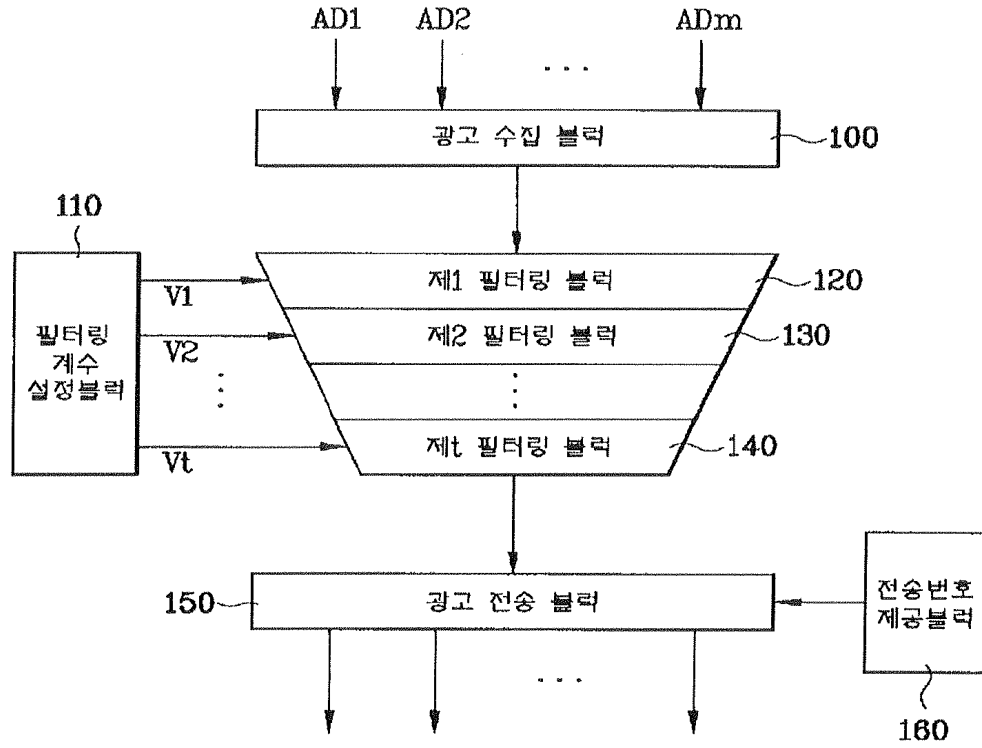 AD1 AD2 ... ADm
광고 수집 블럭
100
110
필터링
계수
설정블럭
V1
V2
Vt
제1 필터링 블럭
120
제2 필터링 블럭
130
제t 필터링 블럭
140
150
광고 전송 블럭
전송번호
제공블럭
160